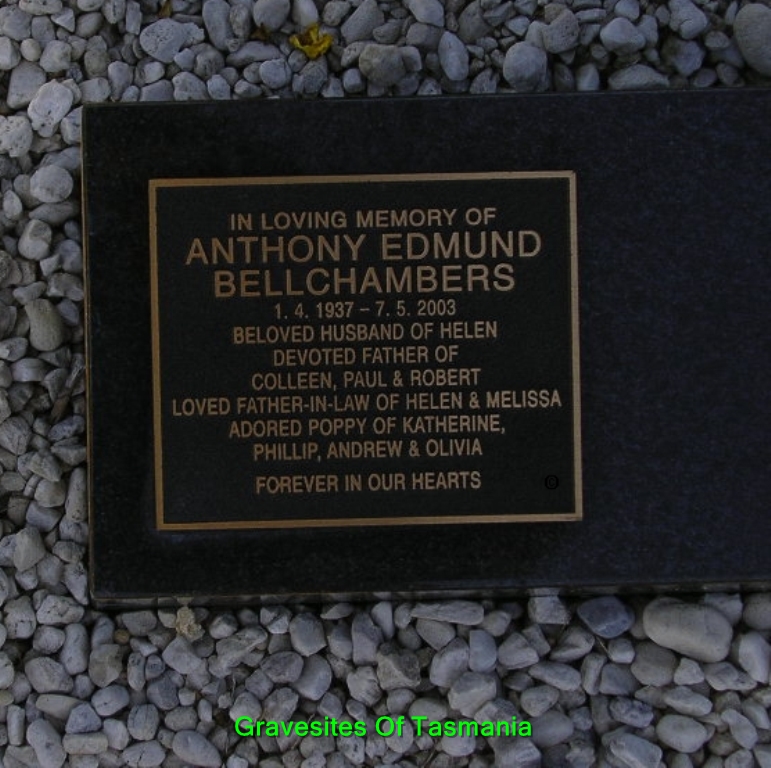 IN LOVING MEMORY OF
ANTHONY EDMUND
BELLCHAMBERS
1. 4. 1937 – 7. 5. 2003
BELOVED HUSBAND OF HELEN
DEVOTED FATHER OF
COLLEEN, PAUL & ROBERT
LOVED FATHER-IN-LAW OF HELEN & MELISSA
ADORED POPPY OF KATHERINE,
PHILLIP, ANDREW & OLIVIA
FOREVER IN OUR HEARTS
Gravesites Of Tasmania